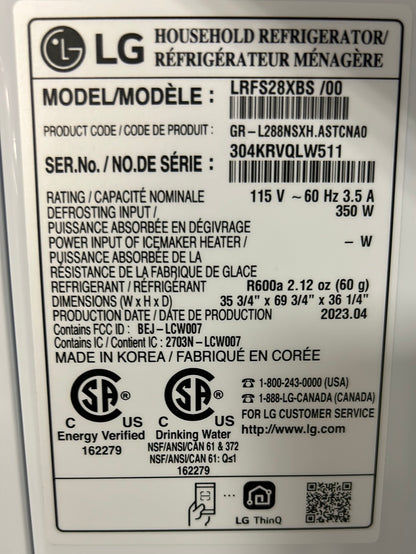 LG HOUSEHOLD REFRIGERATOR/
RÉFRIGÉRATEUR MÉNAGÈRE
MODEL/MODÈLE : LRFS28XBS /00
PRODUCT CODE / CODE DE PRODUIT : GR-L288NSXH.ASTCNA0
SER.No. / NO.DE SÉRIE : 304KRVQLW511
RATING / CAPACITÉ NOMINALE 115 V ~ 60 Hz 3.5 A
DEFROSTING INPUT / 350 W
PUISSANCE ABSORBÉE EN DÉGIVRAGE
POWER INPUT OF ICEMAKER HEATER / – W
PUISSANCE ABSORBÉE DE LA
RÉSISTANCE DE LA FABRIQUE DE GLACE
REFRIGERANT / RÉFRIGÉRANT R600a 2.12 oz (60 g)
DIMENSIONS (W x H x D) 35 3/4" x 69 3/4" x 36 1/4"
PRODUCTION DATE / DATE DE PRODUCTION 2023.04
Contains FCC ID : BEJ-LCW007
Contains IC / Contient IC : 2703N-LCW007
MADE IN KOREA / FABRIQUÉ EN CORÉE
SA ®
C US
Energy Verified
162279
SA ®
C US
Drinking Water
NSF/ANSI/CAN 61 & 372
NSF/ANSI/CAN 61: Q≤1
162279
☎ 1-800-243-0000 (USA)
☎ 1-888-LG-CANADA (CANADA)
FOR LG CUSTOMER SERVICE
http://www.lg.com
LG ThinQ